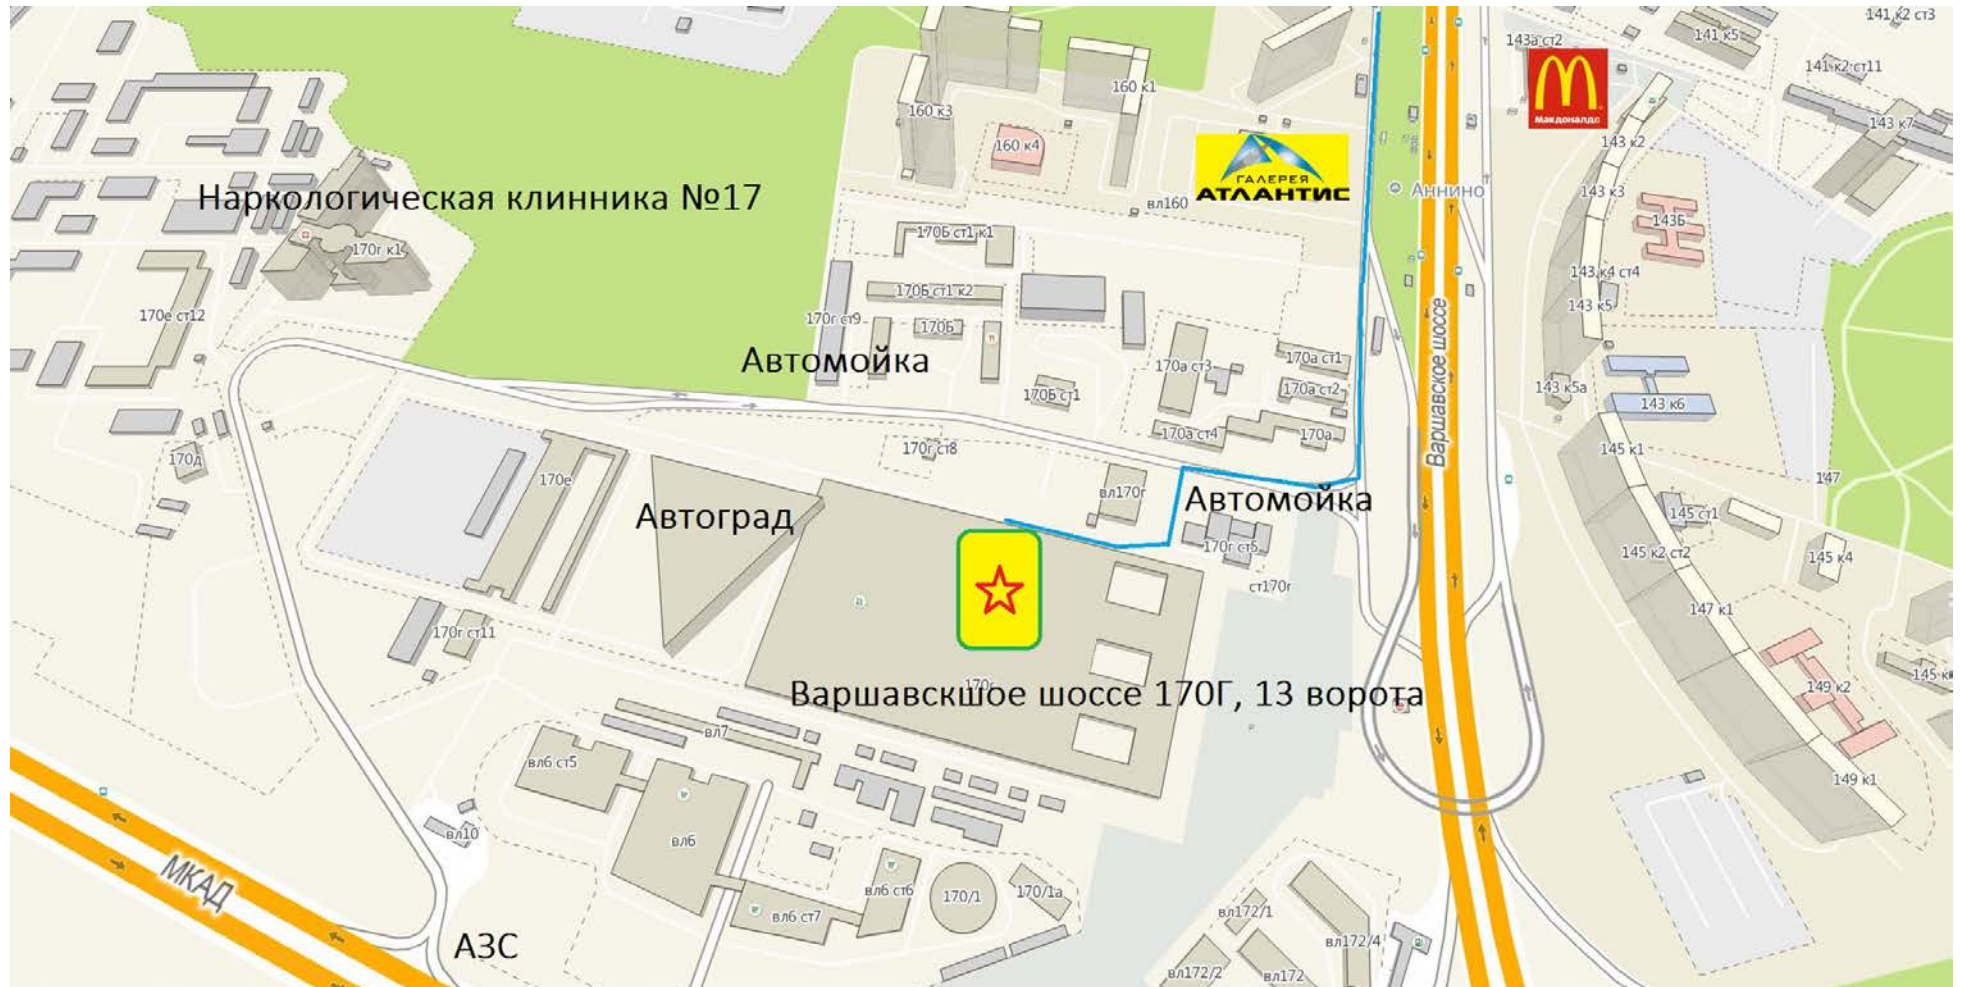 141 к2 ст3
141 к5
143а ст2
141 к2 ст11
Макдоналдс
160 к1
160 к3
143 к7
143 к2
160 к4
ГАЛЕРЕЯ
АТЛАНТИС
Аннино
143 к3
Наркологическая клинника №17
вл160
143Б
170Б ст1 к1
170г к1
143 к4 ст4
170Б ст1 к2
143 к5
170е ст12
170г ст9
170Б
Варшавское шоссе
170а ст1
Автомойка
170а ст3
170а ст2
143 к5а
170Б ст1
143 к6
170а ст4
170а
170г ст8
145 к1
170д
170е
147
вл170г
Автомойка
Автоград
145 ст1
170г ст5
145 к2 ст2
145 к4
ст170г
147 к1
170г ст11
145 к
170г
149 к2
Варшавскшое шоссе 170Г, 13 ворота
вл7
вл6 ст5
149 к1
вл10
вл6
МКАД
вл6 ст6
170/1
170/1а
вл6 ст7
вл172/1
АЗС
вл172/4
вл172/2
вл172